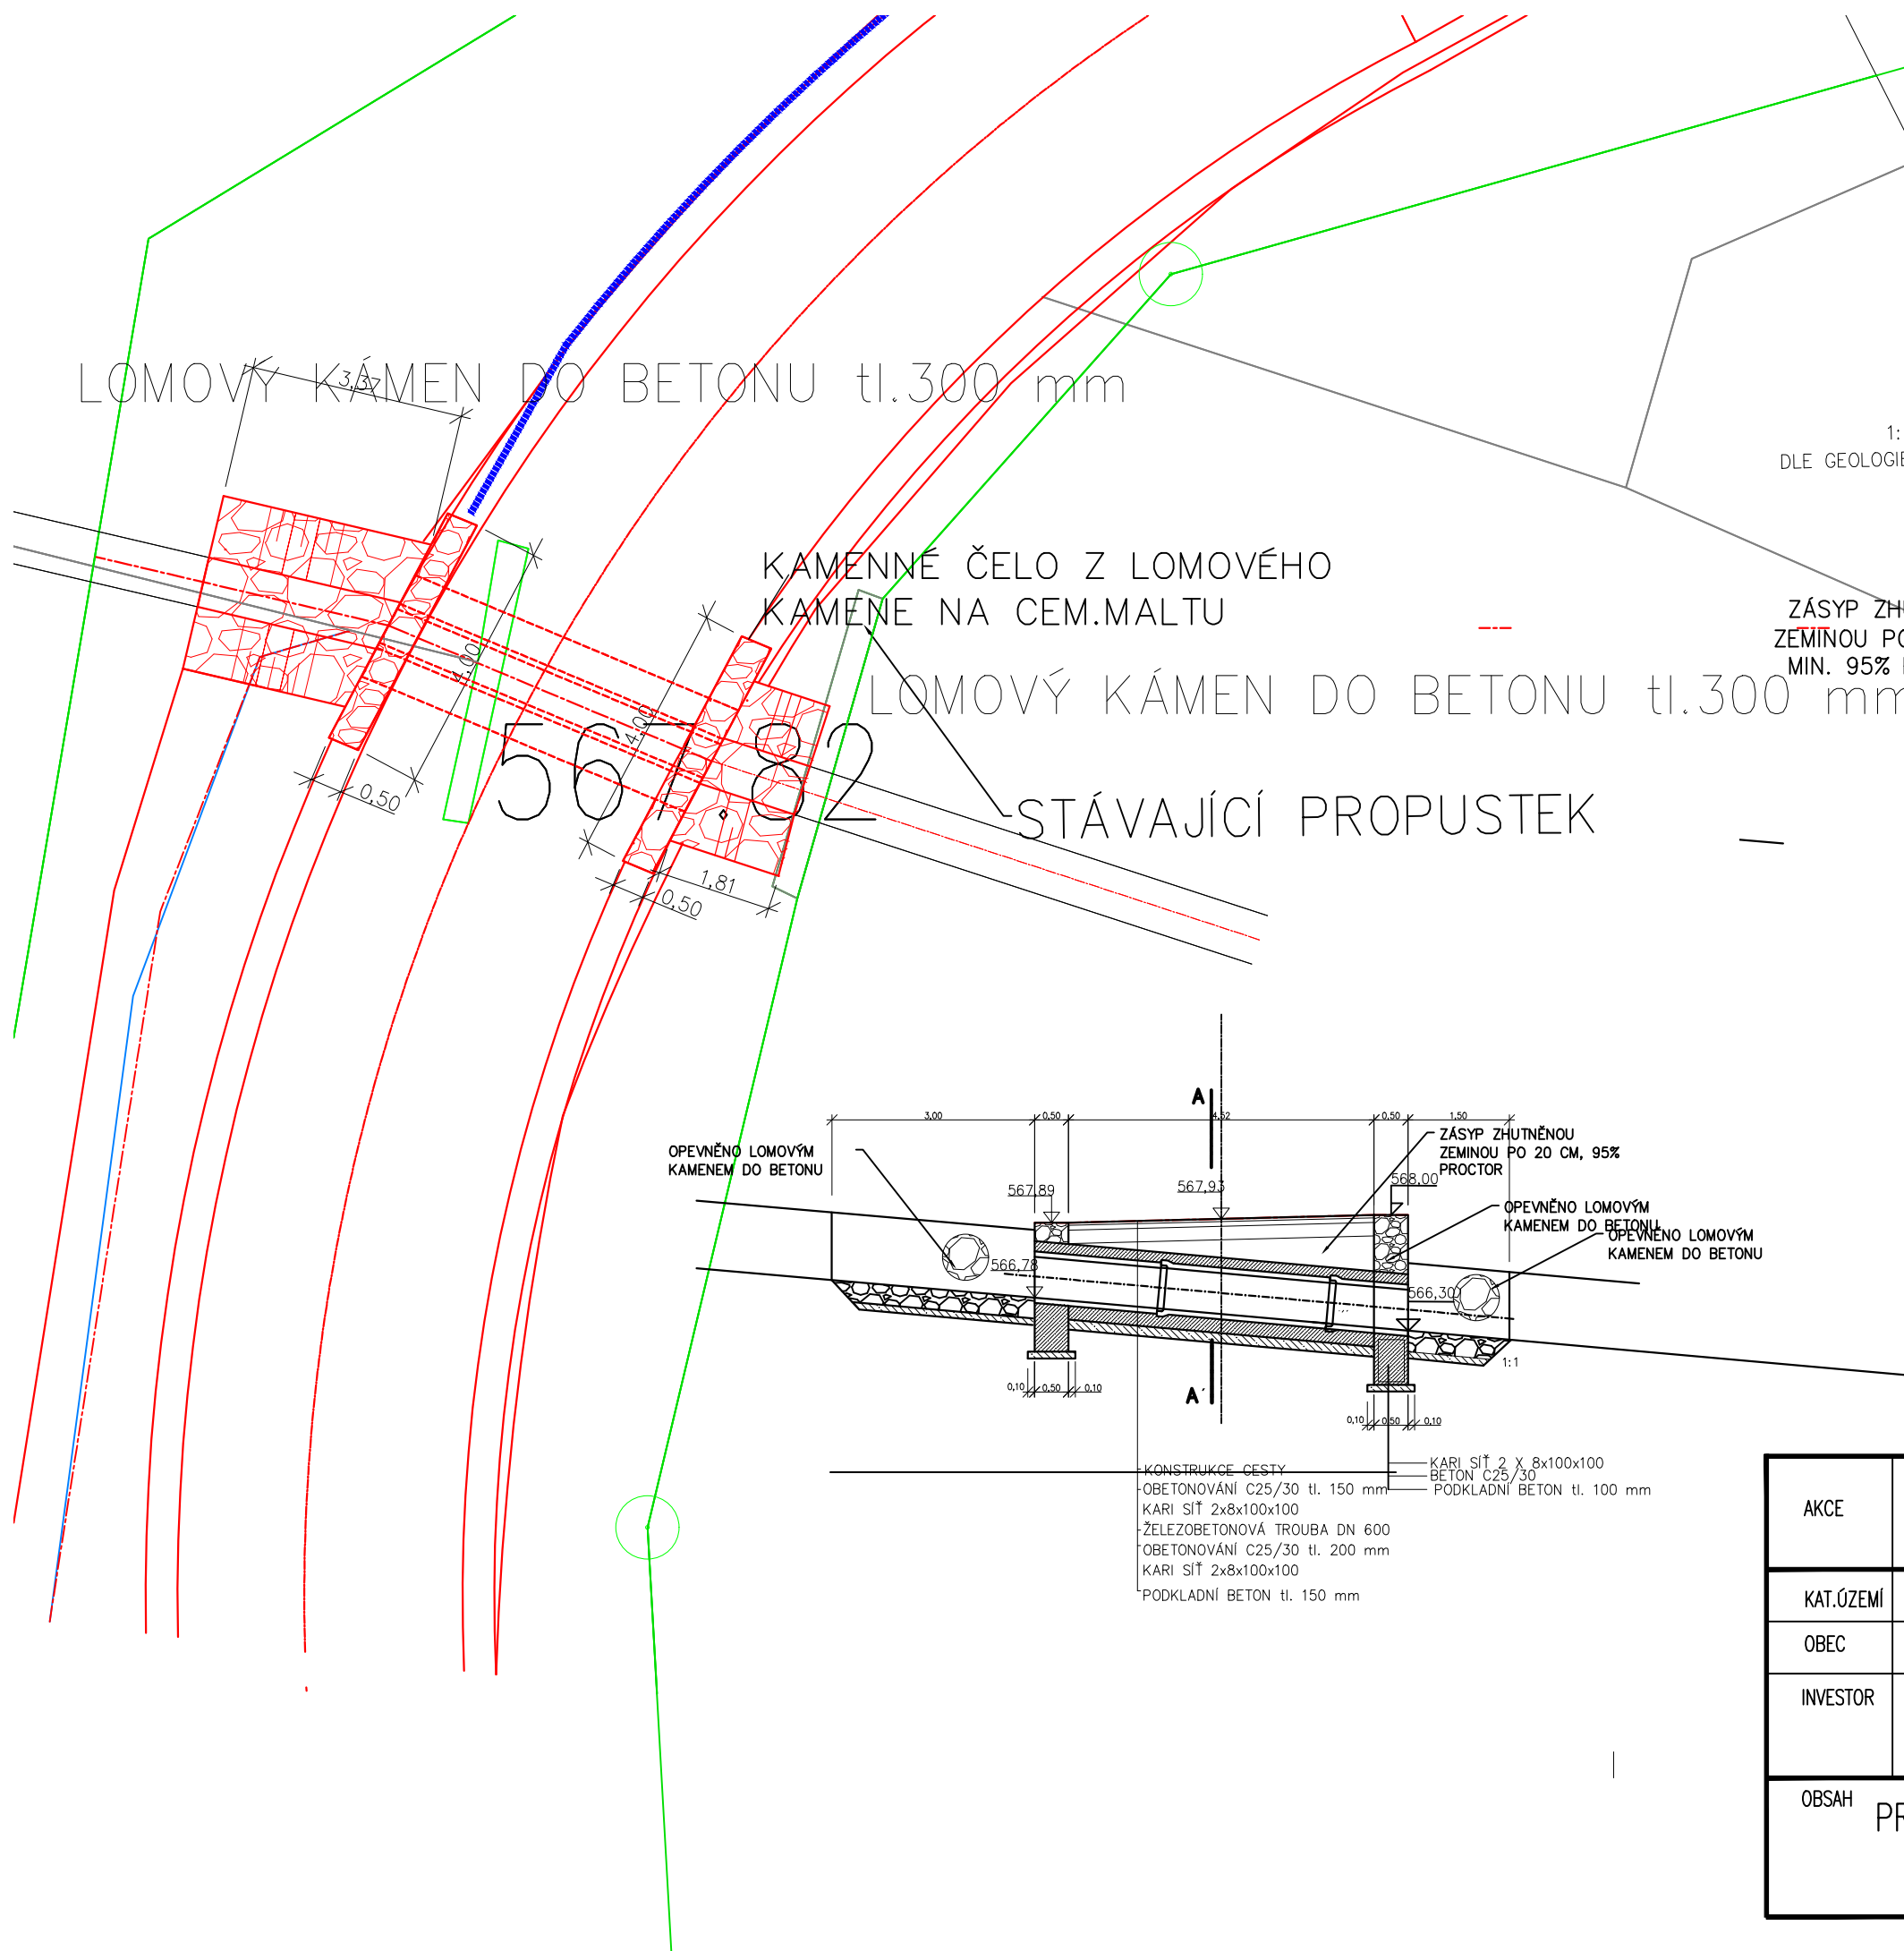 LOMOVÝ KÁMEN DO BETONU tl.300 mm
3,37
1:
DLE GEOLOGIE
KAMENNÉ ČELO Z LOMOVÉHO
KAMENE NA CEM.MALTU
ZÁSYP
MIN. 95%
ZEMINOU
LOMOVÝ KÁMEN DO BETONU tl.300 mm
4,00
4,00
567,82
STÁVAJÍCÍ PROPUSTEK
0,50
1,81
0,50
A
3,00
0,50
4,52
0,50
1,50
OPEVNĚNO LOMOVÝM
KAMENEM DO BETONU
ZÁSYP ZHUTNĚNOU
ZEMINOU PO 20 CM, 95%
PROCTOR
567,89
567,93
568,00
OPEVNĚNO LOMOVÝM
KAMENEM DO BETONU
OPEVNĚNO LOMOVÝM
KAMENEM DO BETONU
566,78
566,30
1:1
0,10
0,50
0,10
A´
0,10
0,50
0,10
KONSTRUKCE CESTY
OBETONOVÁNÍ C25/30 tl. 150 mm
KARI SÍŤ 2x8x100x100
ŽELEZOBETONOVÁ TROUBA DN 600
OBETONOVÁNÍ C25/30 tl. 200 mm
KARI SÍŤ 2x8x100x100
PODKLADNÍ BETON tl. 150 mm
KARI SÍŤ 2 X 8x100x100
BETON C25/30
PODKLADNÍ BETON tl. 100 mm
AKCE
KAT.ÚZEMÍ
OBEC
INVESTOR
OBSAH